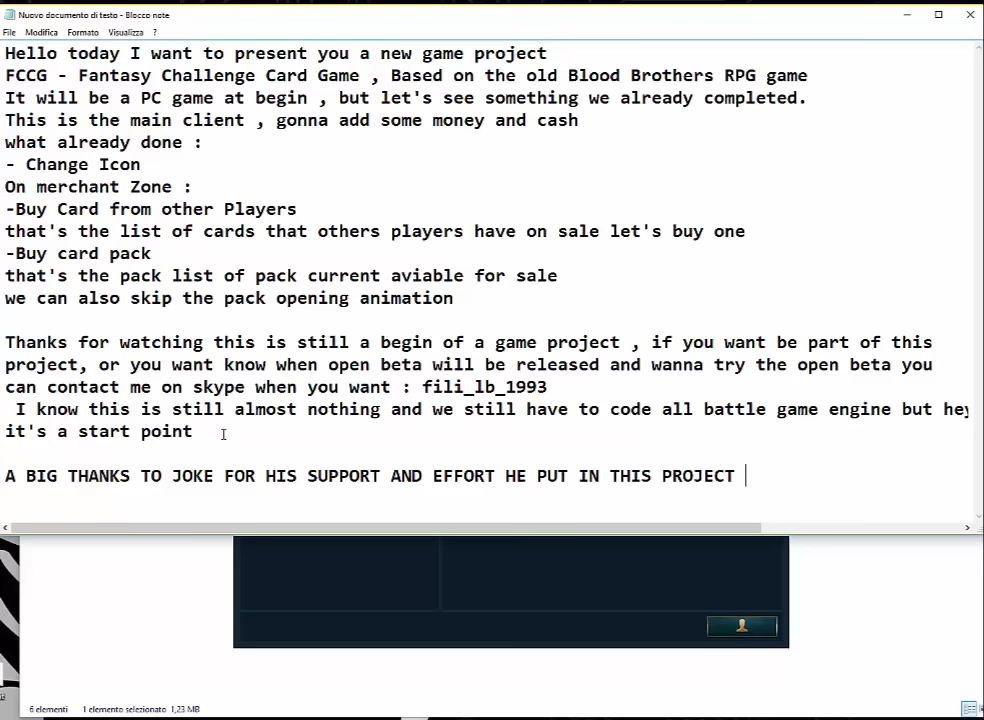 Nuovo documento di testo - Blocco note
File Modifica Formato Visualizza ?
Hello today I want to present you a new game project
FCCG - Fantasy Challenge Card Game , Based on the old Blood Brothers RPG game
It will be a PC game at begin , but let's see something we already completed.
This is the main client , gonna add some money and cash
what already done :
- Change Icon
On merchant Zone :
-Buy Card from other Players
that's the list of cards that others players have on sale let's buy one
-Buy card pack
that's the pack list of pack current aviable for sale
we can also skip the pack opening animation
Thanks for watching this is still a begin of a game project , if you want be part of this
project, or you want know when open beta will be released and wanna try the open beta you
can contact me on skype when you want : fili_lb_1993
I know this is still almost nothing and we still have to code all battle game engine but hey
it's a start point
A BIG THANKS TO JOKE FOR HIS SUPPORT AND EFFORT HE PUT IN THIS PROJECT
6 elementi 1 elemento selezionato 1,23 MB